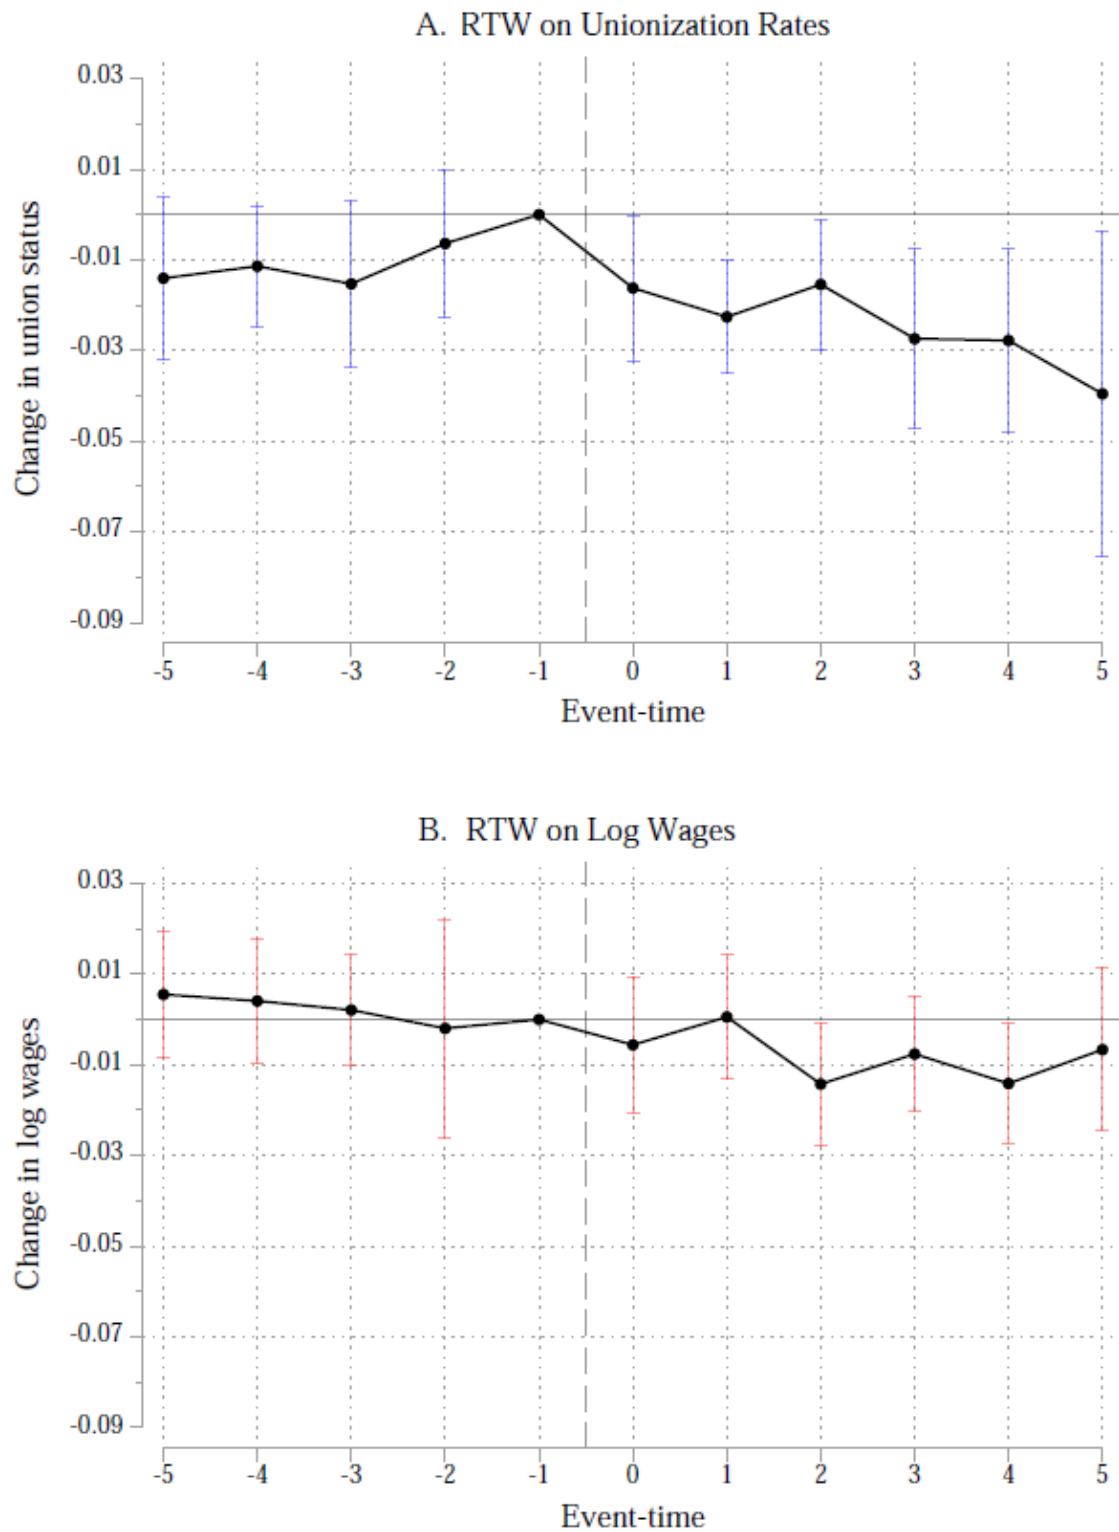 A. RTW on Unionization Rates
0.03
0.01
-0.01
-0.03
-0.05
-0.07
-0.09
Change in union status
-5 -4 -3 -2 -1 0 1 2 3 4 5
Event-time
B. RTW on Log Wages
0.03
0.01
-0.01
-0.03
-0.05
-0.07
-0.09
Change in log wages
-5 -4 -3 -2 -1 0 1 2 3 4 5
Event-time